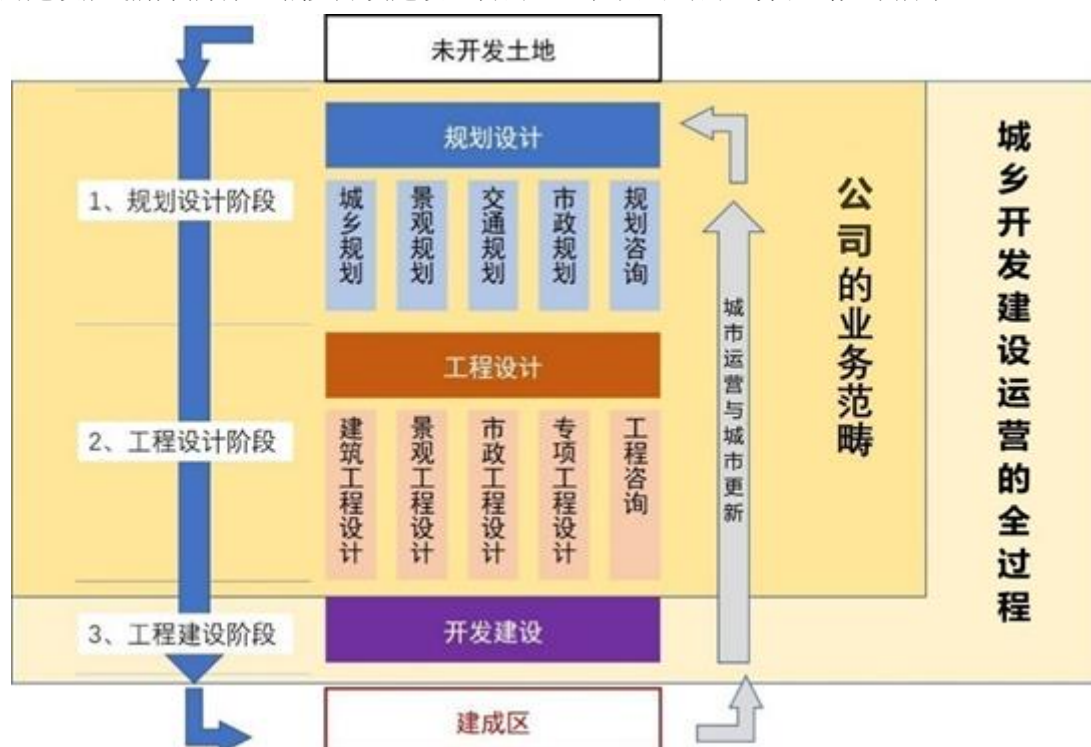 未开发土地
规划设计
1、规划设计阶段
城乡规划
景观规划
交通规划
市政规划
规划咨询
工程设计
2、工程设计阶段
建筑工程设计
景观工程设计
市政工程设计
专项工程设计
工程咨询
开发建设
3、工程建设阶段
建成区
城市运营与城市更新
公司的业务范畴
城乡开发建设运营的全过程